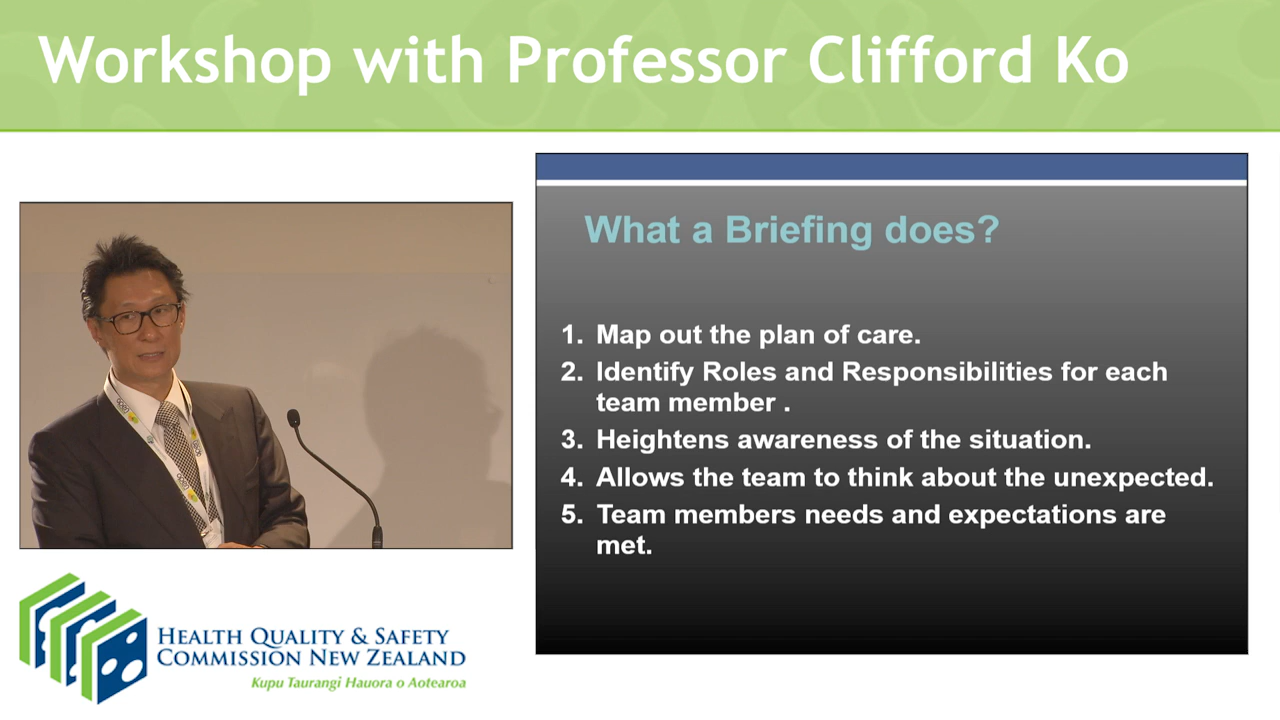 Workshop with Professor Clifford Ko
What a Briefing does?
1. Map out the plan of care.
2. Identify Roles and Responsibilities for each
team member .
3. Heightens awareness of the situation.
4. Allows the team to think about the unexpected.
5. Team members needs and expectations are
met.
HEALTH QUALITY & SAFETY
COMMISSION NEW ZEALAND
Kupu Taurangi Hauora o Aotearoa